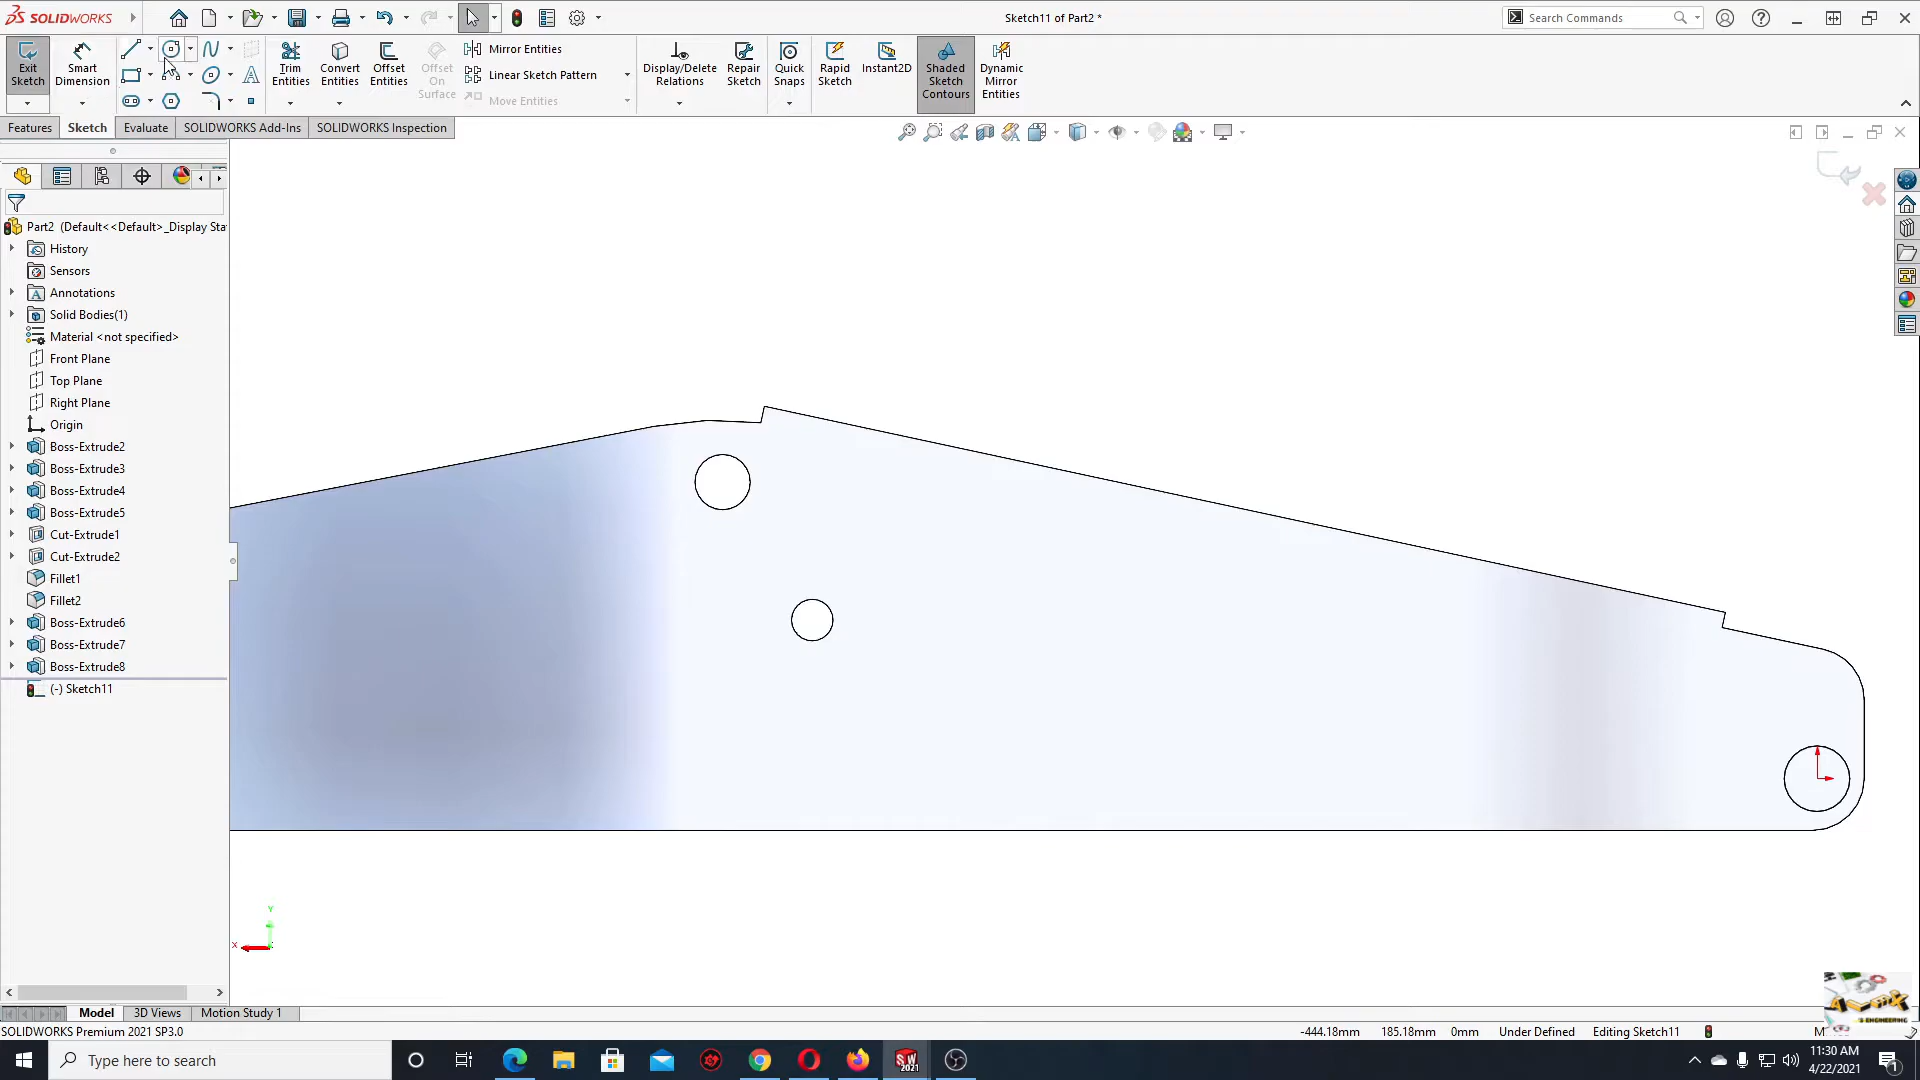 SOLIDWORKS
Sketch11 of Part2 *
Search Commands
Exit Sketch
Smart Dimension
Trim Entities
Convert Entities
Offset Entities
Offset On Surface
Mirror Entities
Linear Sketch Pattern
Move Entities
Display/Delete Relations
Repair Sketch
Quick Snaps
Rapid Sketch
Instant2D
Shaded Sketch Contours
Dynamic Mirror Entities
Features
Sketch
Evaluate
SOLIDWORKS Add-Ins
SOLIDWORKS Inspection
Part2 (Default<<Default>_Display Sta
History
Sensors
Annotations
Solid Bodies(1)
Material <not specified>
Front Plane
Top Plane
Right Plane
Origin
Boss-Extrude2
Boss-Extrude3
Boss-Extrude4
Boss-Extrude5
Cut-Extrude1
Cut-Extrude2
Fillet1
Fillet2
Boss-Extrude6
Boss-Extrude7
Boss-Extrude8
(-) Sketch11
Y
X
Model
3D Views
Motion Study 1
SOLIDWORKS Premium 2021 SP3.0
-444.18mm
185.18mm
0mm
Under Defined
Editing Sketch11
Type here to search
11:30 AM
4/22/2021